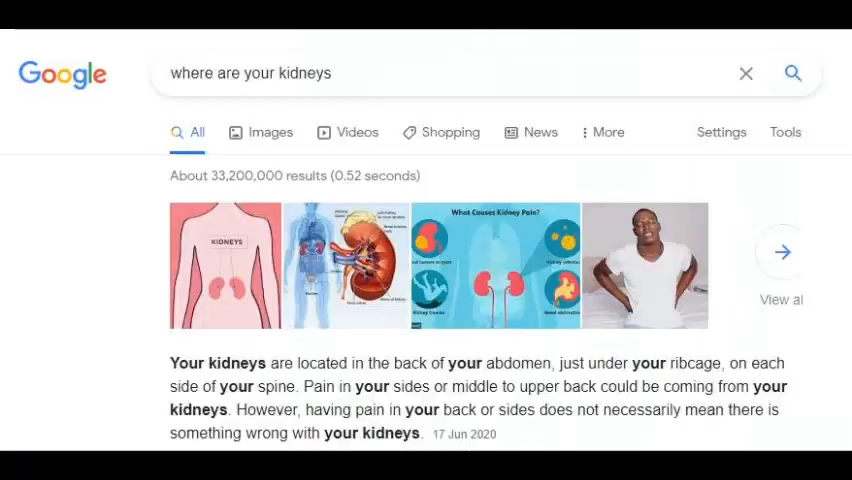 Google
where are your kidneys
All Images Videos Shopping News More Settings Tools
About 33,200,000 results (0.52 seconds)
KIDNEYS
What Causes Kidney Pain?
View al
Your kidneys are located in the back of your abdomen, just under your ribcage, on each
side of your spine. Pain in your sides or middle to upper back could be coming from your
kidneys. However, having pain in your back or sides does not necessarily mean there is
something wrong with your kidneys. 17 Jun 2020